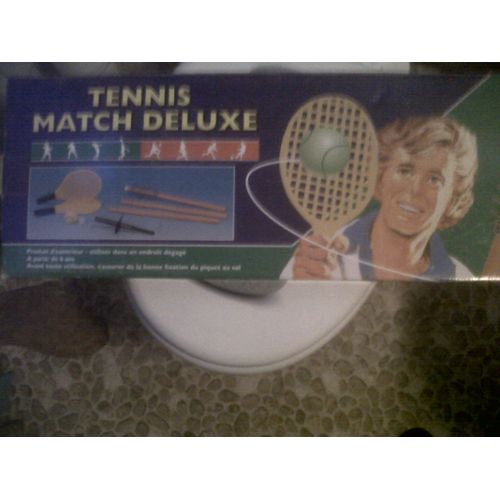 TENNIS
MATCH DELUXE
Produit d'extérieur - utiliser dans un endroit dégagé
A partir de 6 ans
Avant toute utilisation, s'assurer de la bonne fixation du piquet au sol